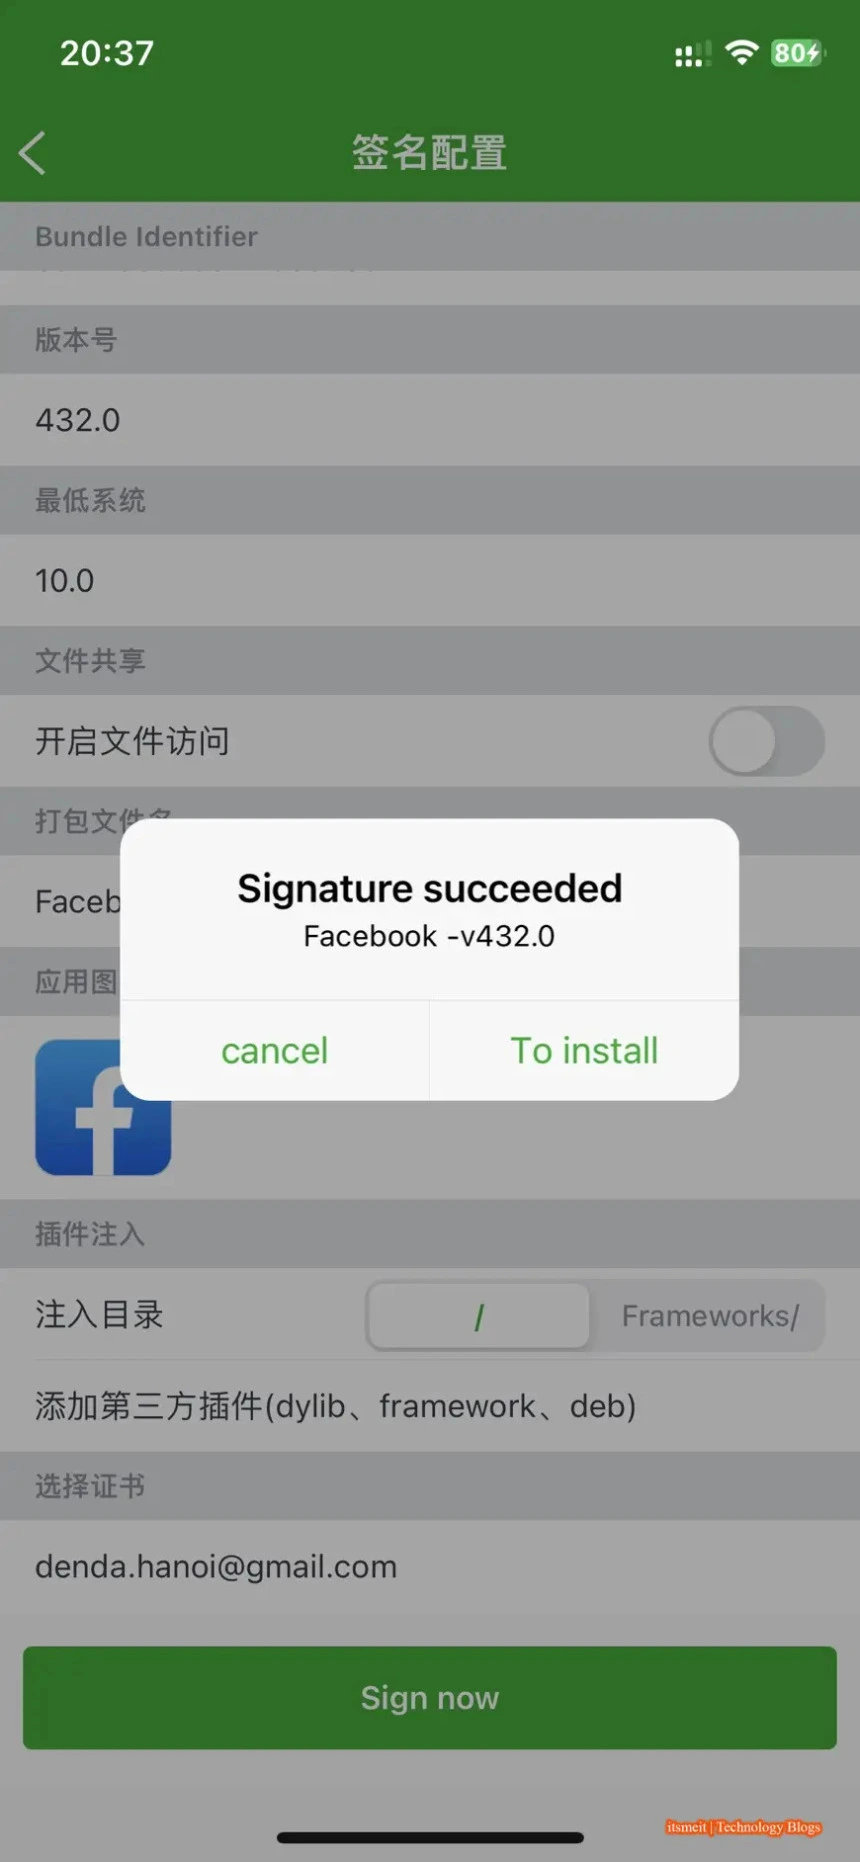 20:37
80
签名配置
Bundle Identifier
版本号
432.0
最低系统
10.0
文件共享
开启文件访问
打包文件名
Faceb
Signature succeeded
Facebook -v432.0
应用图
cancel
To install
插件注入
注入目录
/
Frameworks/
添加第三方插件(dylib、framework、deb)
选择证书
denda.hanoi@gmail.com
Sign now
itsmeit | Technology Blogs